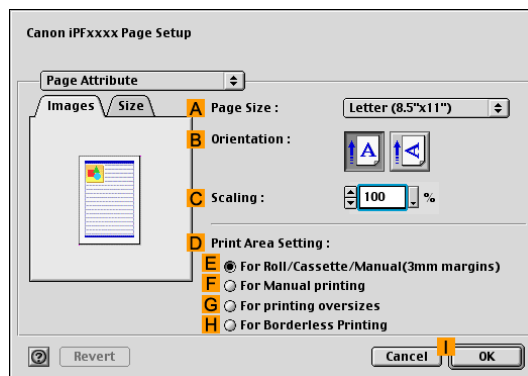 Canon iPFxxxx Page Setup
Page Attribute
Images Size
A Page Size : Letter (8.5"x11")
B Orientation : A A
C Scaling : 100 %
D Print Area Setting :
E For Roll/Cassette/Manual(3mm margins)
F For Manual printing
G For printing oversizes
H For Borderless Printing
? Revert Cancel I OK